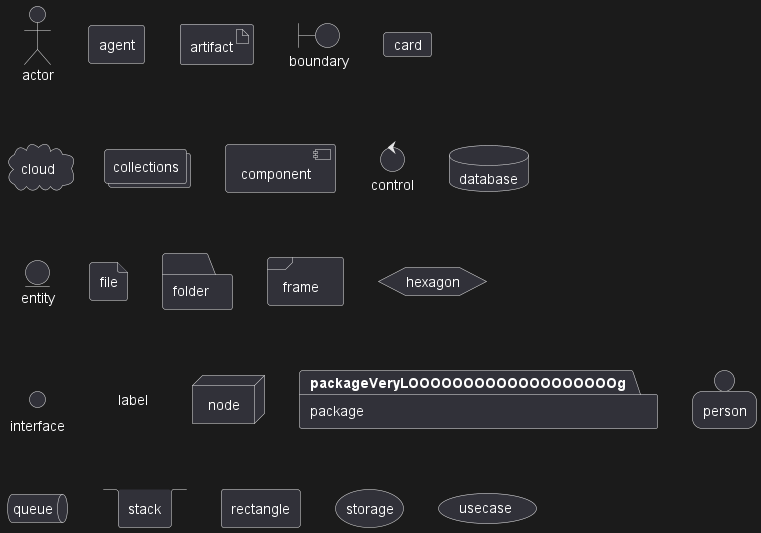 actor
agent
artifact
boundary
card
cloud
collections
component
control
database
entity
file
folder
frame
hexagon
interface
label
node
packageVeryLOOOOOOOOOOOOOOOOOOOg
package
person
queue
stack
rectangle
storage
usecase